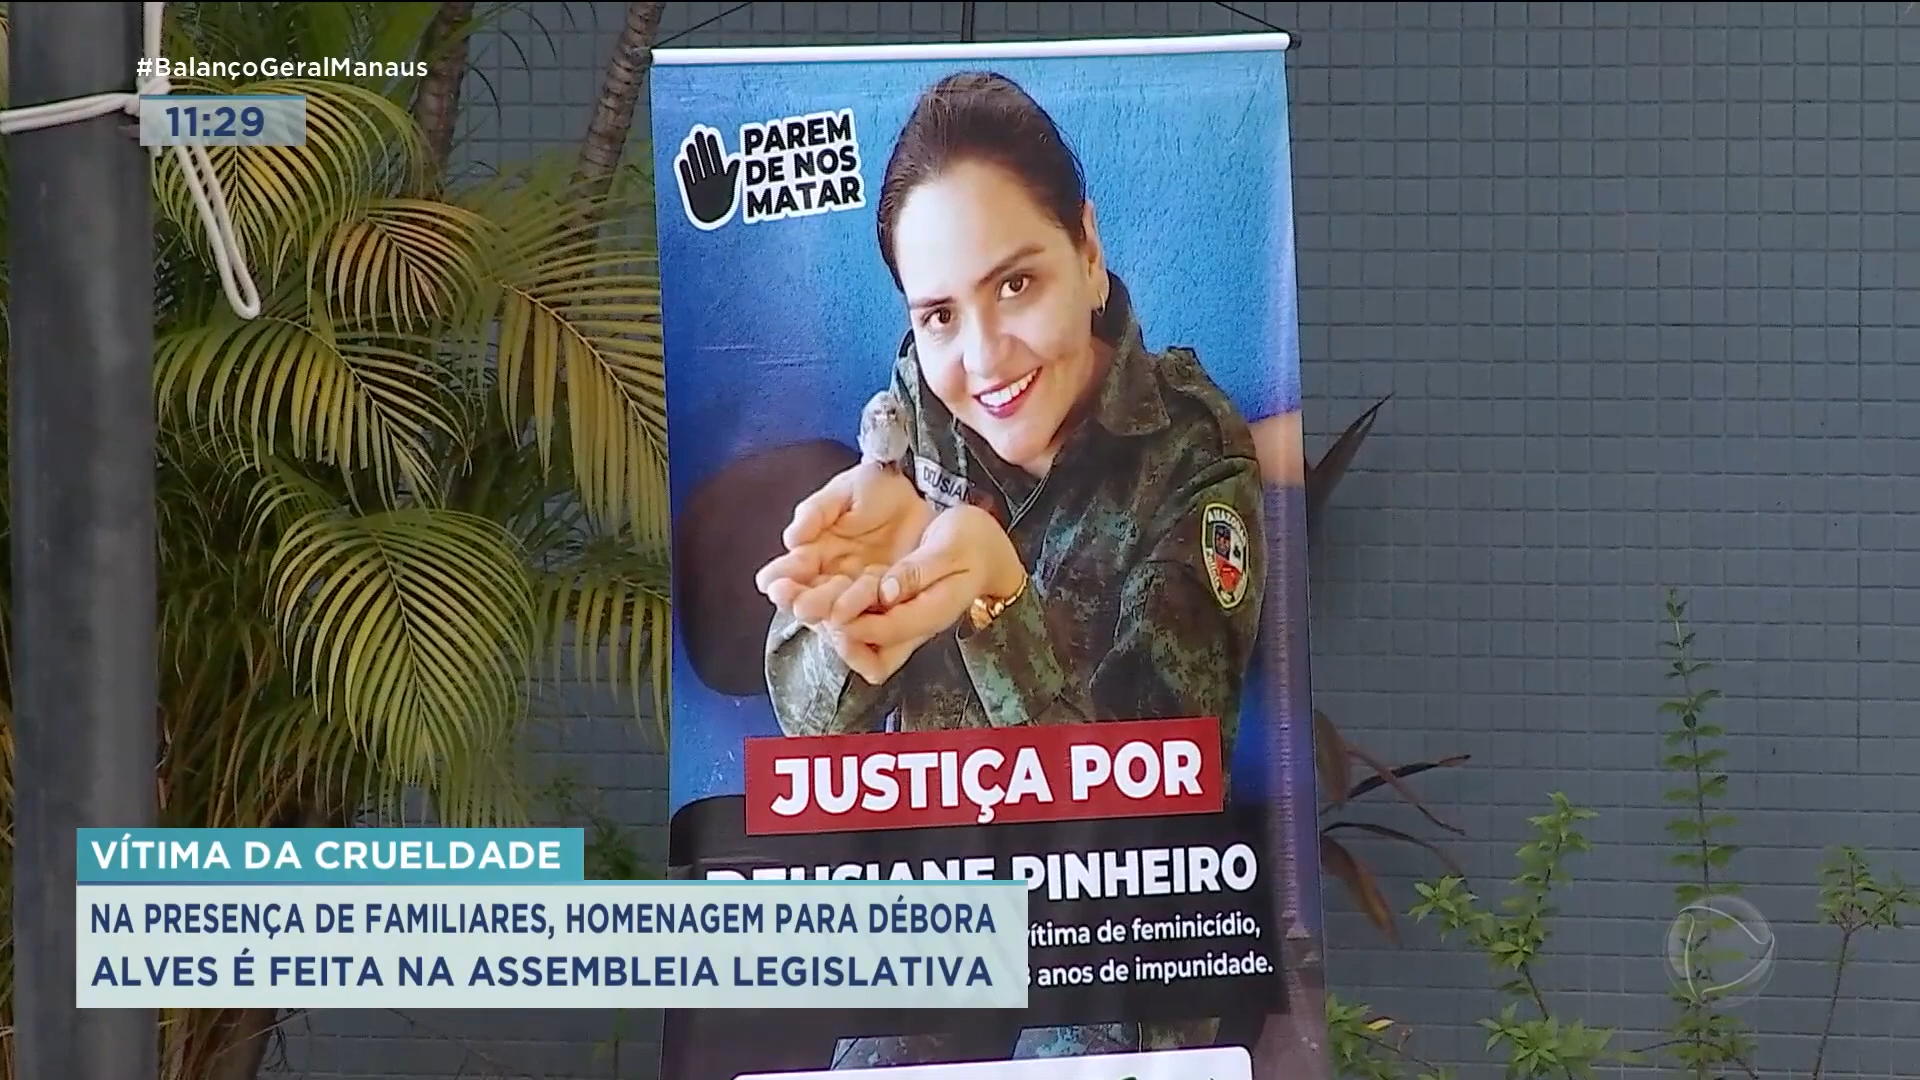 #BalançoGeralManaus
11:29
PAREM
DE NOS
MATAR
JUSTIÇA POR
PINHEIRO
vítima de feminicídio,
anos de impunidade.
VÍTIMA DA CRUELDADE
NA PRESENÇA DE FAMILIARES, HOMENAGEM PARA DÉBORA
ALVES É FEITA NA ASSEMBLEIA LEGISLATIVA